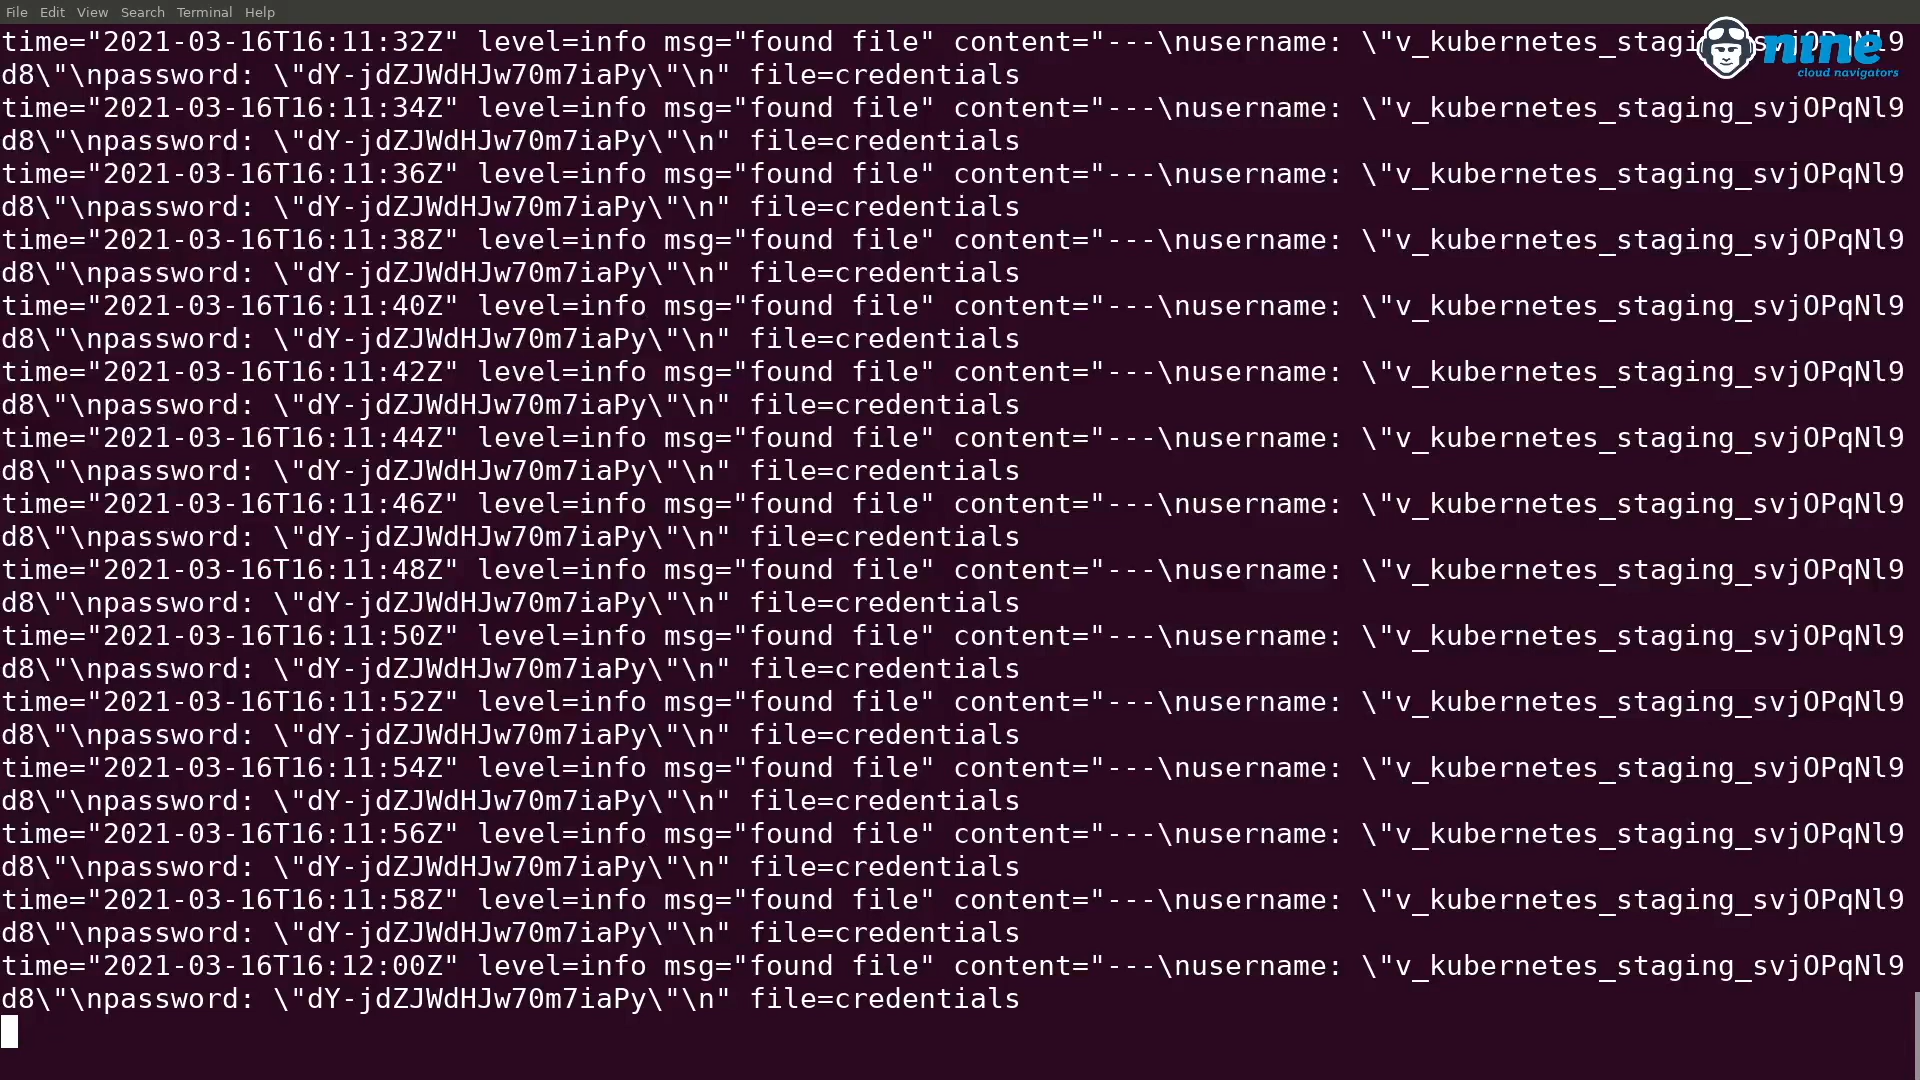 File Edit View Search Terminal Help
time="2021-03-16T16:11:32Z" level=info msg="found file" content="---\nusername: \"v_kubernetes_staging_svjOPqNl9
nine
cloud navigators
d8\"\npassword: \"dY-jdZJWdHJw70m7iaPy\"\n" file=credentials
time="2021-03-16T16:11:34Z" level=info msg="found file" content="---\nusername: \"v_kubernetes_staging_svjOPqNl9
d8\"\npassword: \"dY-jdZJWdHJw70m7iaPy\"\n" file=credentials
time="2021-03-16T16:11:36Z" level=info msg="found file" content="---\nusername: \"v_kubernetes_staging_svjOPqNl9
d8\"\npassword: \"dY-jdZJWdHJw70m7iaPy\"\n" file=credentials
time="2021-03-16T16:11:38Z" level=info msg="found file" content="---\nusername: \"v_kubernetes_staging_svjOPqNl9
d8\"\npassword: \"dY-jdZJWdHJw70m7iaPy\"\n" file=credentials
time="2021-03-16T16:11:40Z" level=info msg="found file" content="---\nusername: \"v_kubernetes_staging_svjOPqNl9
d8\"\npassword: \"dY-jdZJWdHJw70m7iaPy\"\n" file=credentials
time="2021-03-16T16:11:42Z" level=info msg="found file" content="---\nusername: \"v_kubernetes_staging_svjOPqNl9
d8\"\npassword: \"dY-jdZJWdHJw70m7iaPy\"\n" file=credentials
time="2021-03-16T16:11:44Z" level=info msg="found file" content="---\nusername: \"v_kubernetes_staging_svjOPqNl9
d8\"\npassword: \"dY-jdZJWdHJw70m7iaPy\"\n" file=credentials
time="2021-03-16T16:11:46Z" level=info msg="found file" content="---\nusername: \"v_kubernetes_staging_svjOPqNl9
d8\"\npassword: \"dY-jdZJWdHJw70m7iaPy\"\n" file=credentials
time="2021-03-16T16:11:48Z" level=info msg="found file" content="---\nusername: \"v_kubernetes_staging_svjOPqNl9
d8\"\npassword: \"dY-jdZJWdHJw70m7iaPy\"\n" file=credentials
time="2021-03-16T16:11:50Z" level=info msg="found file" content="---\nusername: \"v_kubernetes_staging_svjOPqNl9
d8\"\npassword: \"dY-jdZJWdHJw70m7iaPy\"\n" file=credentials
time="2021-03-16T16:11:52Z" level=info msg="found file" content="---\nusername: \"v_kubernetes_staging_svjOPqNl9
d8\"\npassword: \"dY-jdZJWdHJw70m7iaPy\"\n" file=credentials
time="2021-03-16T16:11:54Z" level=info msg="found file" content="---\nusername: \"v_kubernetes_staging_svjOPqNl9
d8\"\npassword: \"dY-jdZJWdHJw70m7iaPy\"\n" file=credentials
time="2021-03-16T16:11:56Z" level=info msg="found file" content="---\nusername: \"v_kubernetes_staging_svjOPqNl9
d8\"\npassword: \"dY-jdZJWdHJw70m7iaPy\"\n" file=credentials
time="2021-03-16T16:11:58Z" level=info msg="found file" content="---\nusername: \"v_kubernetes_staging_svjOPqNl9
d8\"\npassword: \"dY-jdZJWdHJw70m7iaPy\"\n" file=credentials
time="2021-03-16T16:12:00Z" level=info msg="found file" content="---\nusername: \"v_kubernetes_staging_svjOPqNl9
d8\"\npassword: \"dY-jdZJWdHJw70m7iaPy\"\n" file=credentials